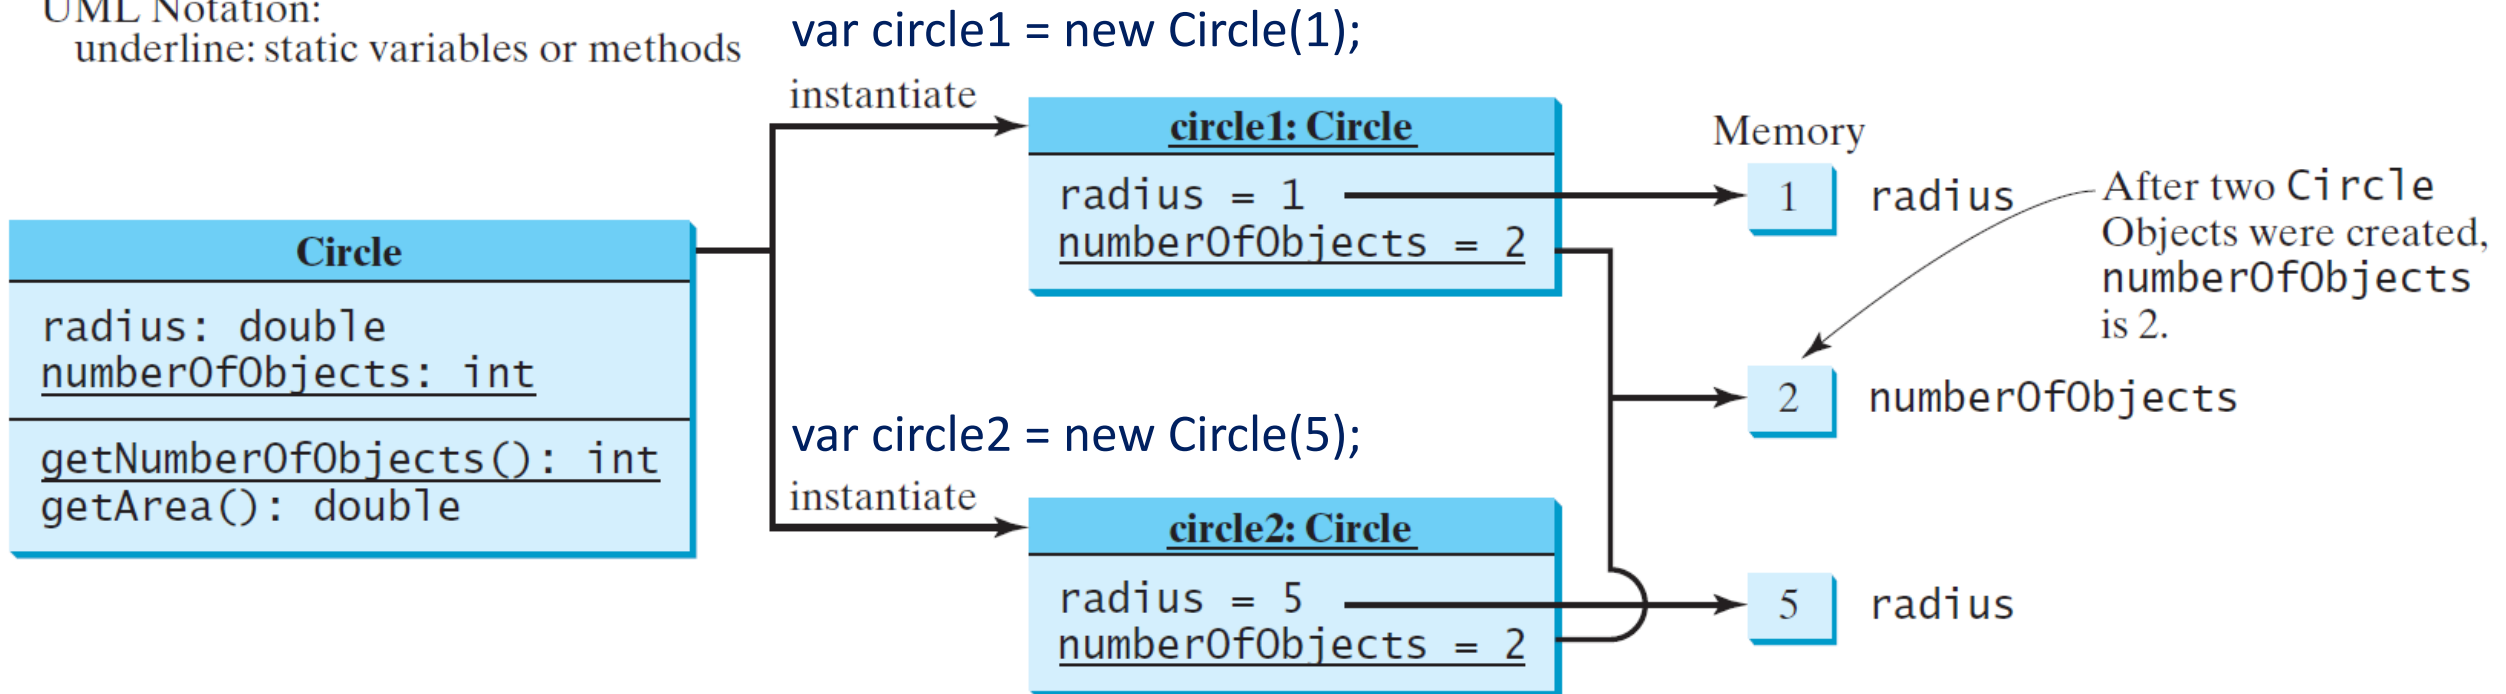 UML Notation:
underline: static variables or methods
var circle1 = new Circle(1);
instantiate
circle1: Circle
radius = 1
numberOfObjects = 2
Circle
radius: double
numberOfObjects: int
getNumberOfObjects(): int
getArea(): double
var circle2 = new Circle(5);
instantiate
circle2: Circle
radius = 5
numberOfObjects = 2
Memory
1 radius
2 numberOfObjects
5 radius
After two Circle
Objects were created,
numberOfObjects
is 2.